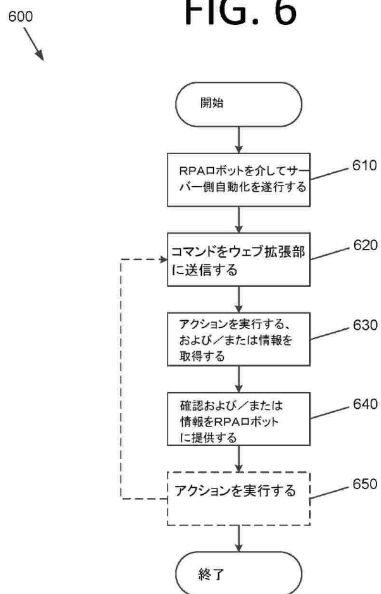 FIG. 6
600
開始
RPAロボットを介してサー
バー側自動化を遂行する
610
コマンドをウェブ拡張部
に送信する
620
アクションを実行する、
および/または情報を
取得する
630
確認および/または
情報をRPAロボット
に提供する
640
アクションを実行する
650
終了